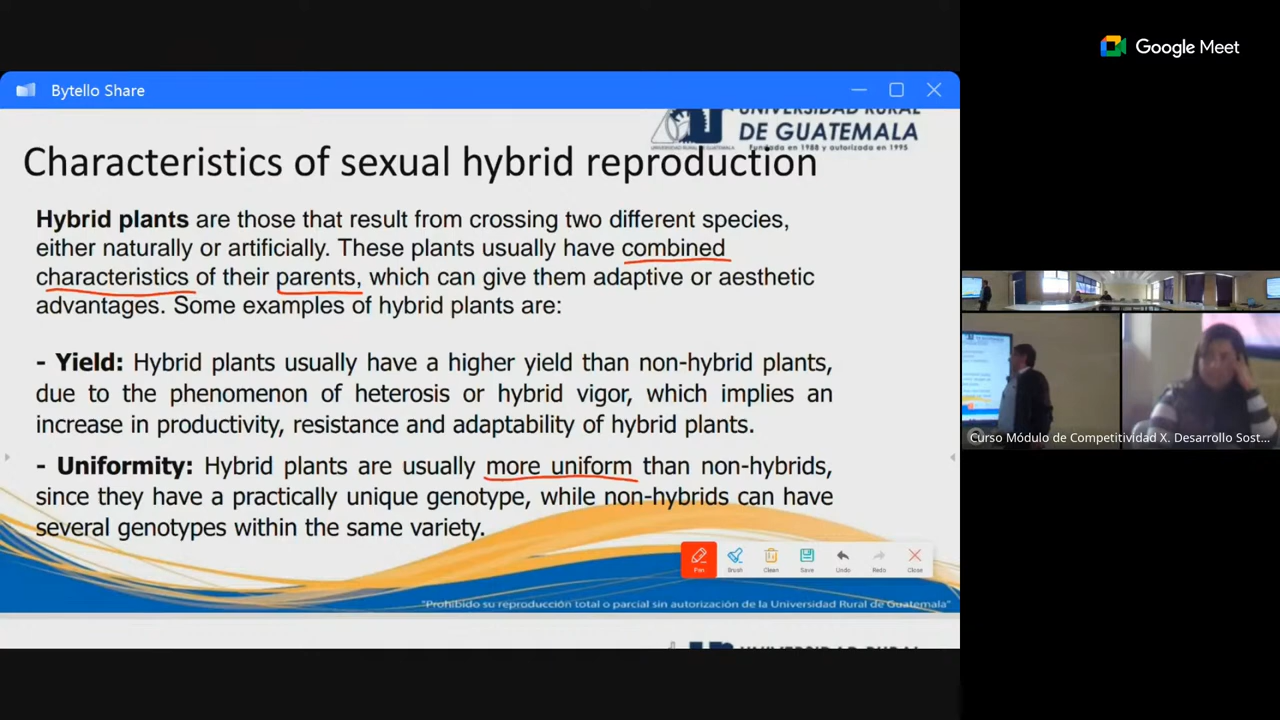 Google Meet
Bytello Share
UNIVERSIDAD RURAL
DE GUATEMALA
Fundada en 1988 y autorizada en 1995
Characteristics of sexual hybrid reproduction
Hybrid plants are those that result from crossing two different species,
either naturally or artificially. These plants usually have combined
characteristics of their parents, which can give them adaptive or aesthetic
advantages. Some examples of hybrid plants are:
- Yield: Hybrid plants usually have a higher yield than non-hybrid plants,
due to the phenomenon of heterosis or hybrid vigor, which implies an
increase in productivity, resistance and adaptability of hybrid plants.
- Uniformity: Hybrid plants are usually more uniform than non-hybrids,
since they have a practically unique genotype, while non-hybrids can have
several genotypes within the same variety.
Pen Brush Clean Save Undo Redo Close
"Prohibido su reproducción total o parcial sin autorización de la Universidad Rural de Guatemala"
Curso Módulo de Competitividad X. Desarrollo Sost...